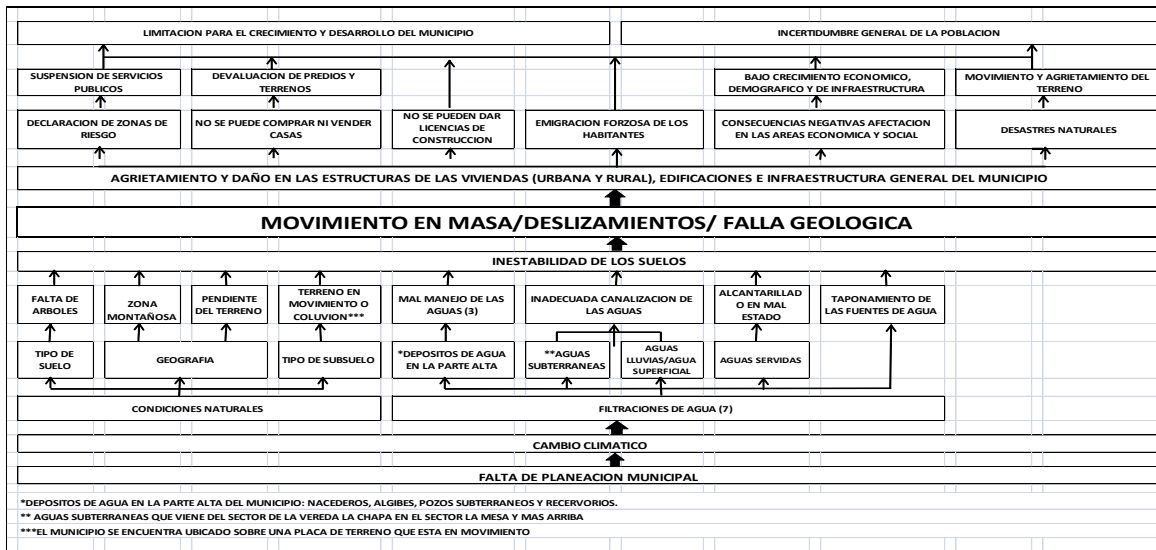 LIMITACION PARA EL CRECIMIENTO Y DESARROLLO DEL MUNICIPIO
INCERTIDUMBRE GENERAL DE LA POBLACION
SUSPENSION DE SERVICIOS
PUBLICOS
DEVALUACION DE PREDIOS Y
TERRENOS
BAJO CRECIMIENTO ECONOMICO,
DEMOGRAFICO Y DE INFRAESTRUCTURA
MOVIMIENTO Y AGRIETAMIENTO DEL
TERRENO
DECLARACION DE ZONAS DE
RIESGO
NO SE PUEDE COMPRAR NI VENDER
CASAS
NO SE PUEDEN DAR
LICENCIAS DE
CONSTRUCCION
EMIGRACION FORZOSA DE LOS
HABITANTES
CONSECUENCIAS NEGATIVAS AFECTACION
EN LAS AREAS ECONOMICA Y SOCIAL
DESASTRES NATURALES
AGRIETAMIENTO Y DAÑO EN LAS ESTRUCTURAS DE LAS VIVIENDAS (URBANA Y RURAL), EDIFICACIONES E INFRAESTRUCTURA GENERAL DEL MUNICIPIO
MOVIMIENTO EN MASA/DESLIZAMIENTOS/ FALLA GEOLOGICA
INESTABILIDAD DE LOS SUELOS
FALTA DE
ARBOLES
ZONA
MONTAÑOSA
PENDIENTE
DEL TERRENO
TERRENO EN
MOVIMIENTO O
COLUVION***
MAL MANEJO DE LAS
AGUAS (3)
INADECUADA CANALIZACION DE
LAS AGUAS
ALCANTARILLAD
O EN MAL
ESTADO
TAPONAMIENTO DE
LAS FUENTES DE AGUA
TIPO DE
SUELO
GEOGRAFIA
TIPO DE SUBSUELO
*DEPOSITOS DE AGUA
EN LA PARTE ALTA
**AGUAS
SUBTERRANEAS
AGUAS
LLUVIAS/AGUA
SUPERFICIAL
AGUAS SERVIDAS
CONDICIONES NATURALES
FILTRACIONES DE AGUA (7)
CAMBIO CLIMATICO
FALTA DE PLANEACION MUNICIPAL
*DEPOSITOS DE AGUA EN LA PARTE ALTA DEL MUNICIPIO: NACEDEROS, ALGIBES, POZOS SUBTERRANEOS Y RECERVORIOS.
** AGUAS SUBTERRANEAS QUE VIENE DEL SECTOR DE LA VEREDA LA CHAPA EN EL SECTOR LA MESA Y MAS ARRIBA
***EL MUNICIPIO SE ENCUENTRA UBICADO SOBRE UNA PLACA DE TERRENO QUE ESTA EN MOVIMIENTO